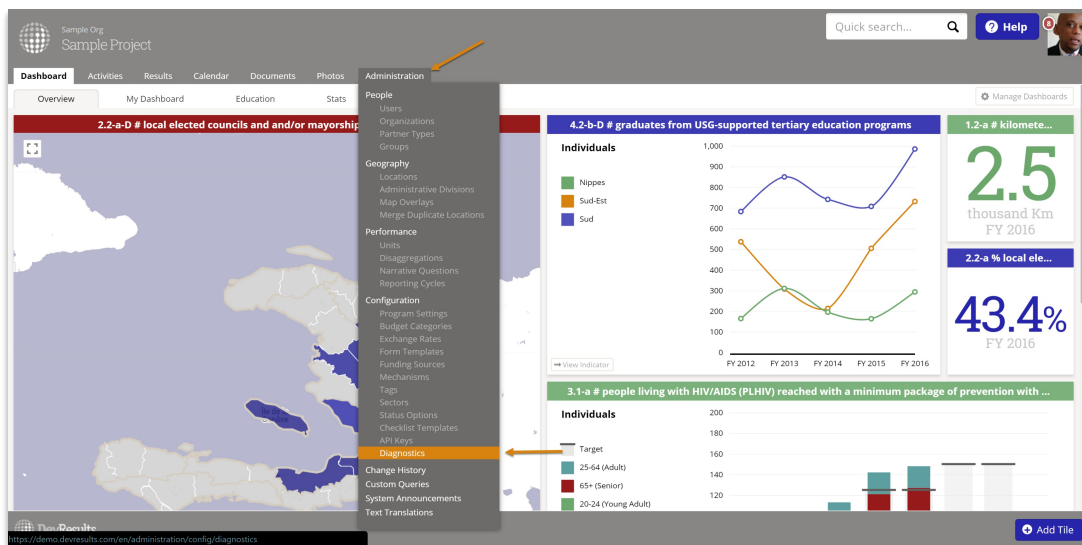 Sample Org
Sample Project
Quick search...
Help
8
Dashboard Activities Results Calendar Documents Photos Administration
Overview My Dashboard Education Stats
Manage Dashboards
People
Users
Organizations
Partner Types
Groups
Geography
Locations
Administrative Divisions
Map Overlays
Merge Duplicate Locations
Performance
Units
Disaggregations
Narrative Questions
Reporting Cycles
Configuration
Program Settings
Budget Categories
Exchange Rates
Form Templates
Funding Sources
Mechanisms
Tags
Sectors
Status Options
Checklist Templates
API Keys
Diagnostics
Change History
Custom Queries
System Announcements
Text Translations
2.2-a-D # local elected councils and and/or mayorship
4.2-b-D # graduates from USG-supported tertiary education programs
Individuals
Nippes
Sud-Est
Sud
1,000
900
800
700
600
500
400
300
200
100
0
FY 2012 FY 2013 FY 2014 FY 2015 FY 2016
View Indicator
1.2-a # kilomete...
2.5
thousand Km
FY 2016
2.2-a % local ele...
43.4%
FY 2016
3.1-a # people living with HIV/AIDS (PLHIV) reached with a minimum package of prevention with ...
Individuals
Target
25-64 (Adult)
65+ (Senior)
20-24 (Young Adult)
200
180
160
140
120
DevResults
https://demo.devresults.com/en/administration/config/diagnostics
Add Tile